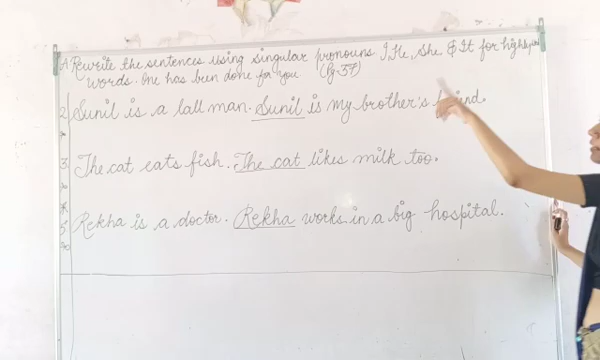 A Rewrite the sentences using singular pronouns I, He, She & It for
words. One has been done for you (Pg 57)
2 Sunil is a tall man. Sunil is my brother's friend.
3 The cat eats fish. The cat likes milk too.
5 Rekha is a doctor. Rekha works in a big hospital.